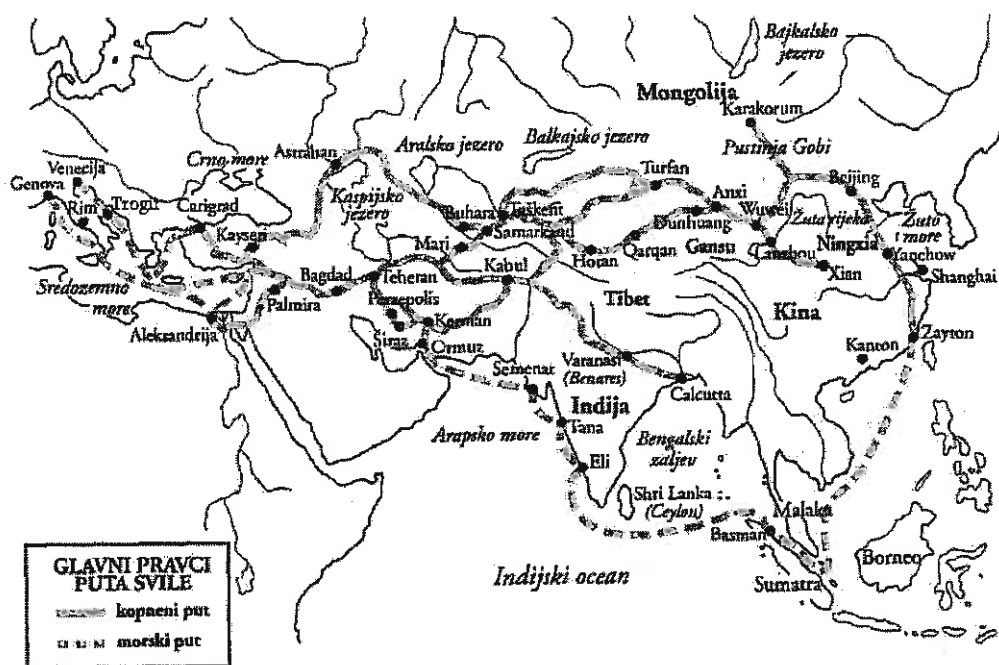 Bajkalsko
jezero
Mongolija
Karakorum
Pustinja Gobi
Balkajsko jezero
Aralsko jezero
Astrahan
Crno more
Venecija
Genova
Rim
Trogir
Carigrad
Kaspijsko
jezero
Turfan
Anxi
Beijing
Buhara
Taskent
Samarkand
Dunhuang
Wuwei
Žuta rijeka
Žuto
more
Kayseri
Mari
Horan
Qarqan
Gansu
Lanzhou
Ningxia
Yanchow
Bagdad
Teheran
Kabul
Xian
Shanghai
Sredozemno
more
Palmira
Persepolis
Tibet
Kina
Aleksandrija
Kerman
Siraz
Ormuz
Kanton
Zayton
Semenat
Varanasi
(Benares)
Calcutta
Indija
Arapsko more
Tana
Bengalski
zaljev
Eli
Shri Lanka
(Ceylon)
Malaka
Basman
Borneo
Sumatra
Indijski ocean
GLAVNI PRAVCI
PUTA SVILE
kopneni put
morski put